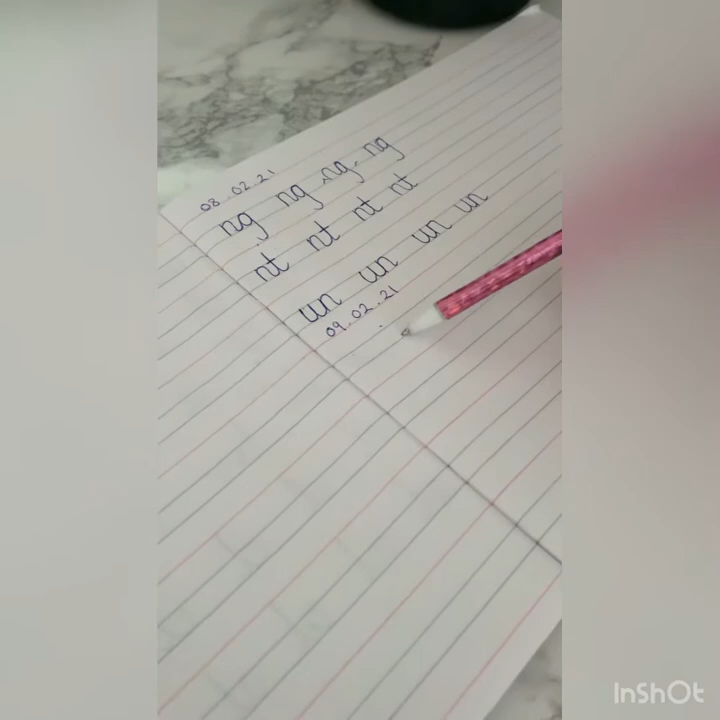 08.02.21
ng ng ng ng
nt nt nt nt
un un un un
09.02.21
InShOt